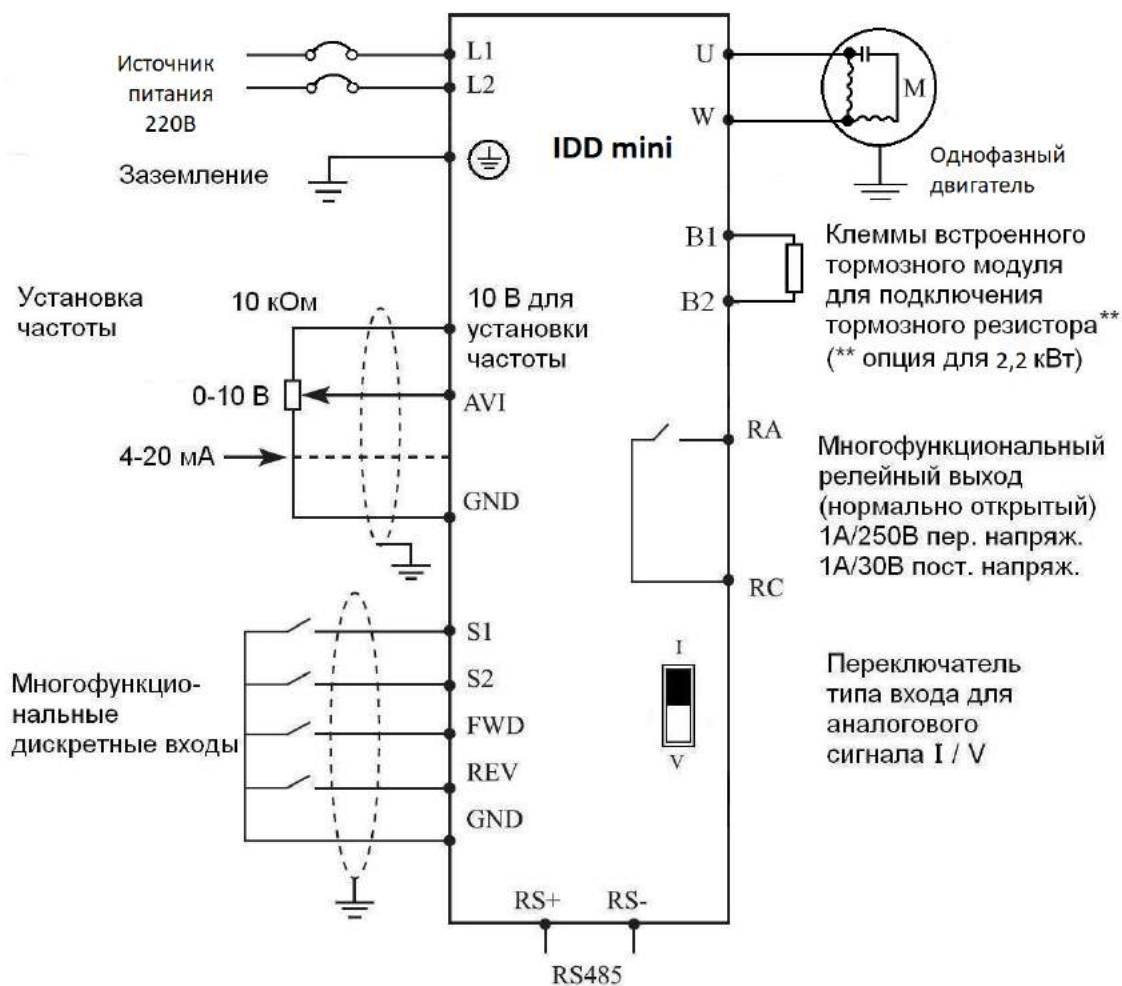 L1
Источник
питания
220В
L2
Заземление
IDD mini
U
W
M
Однофазный
двигатель
B1
B2
Клеммы встроенного
тормозного модуля
для подключения
тормозного резистора**
(** опция для 2,2 кВт)
Установка
частоты
10 кОм
10 В для
установки
частоты
0-10 В
AVI
4-20 мА
GND
RA
RC
Многофункциональный
релейный выход
(нормально открытый)
1А/250В пер. напряж.
1А/30В пост. напряж.
Многофункцио-
нальные
дискретные входы
S1
S2
FWD
REV
GND
I
V
Переключатель
типа входа для
аналогового
сигнала I / V
RS+
RS-
RS485